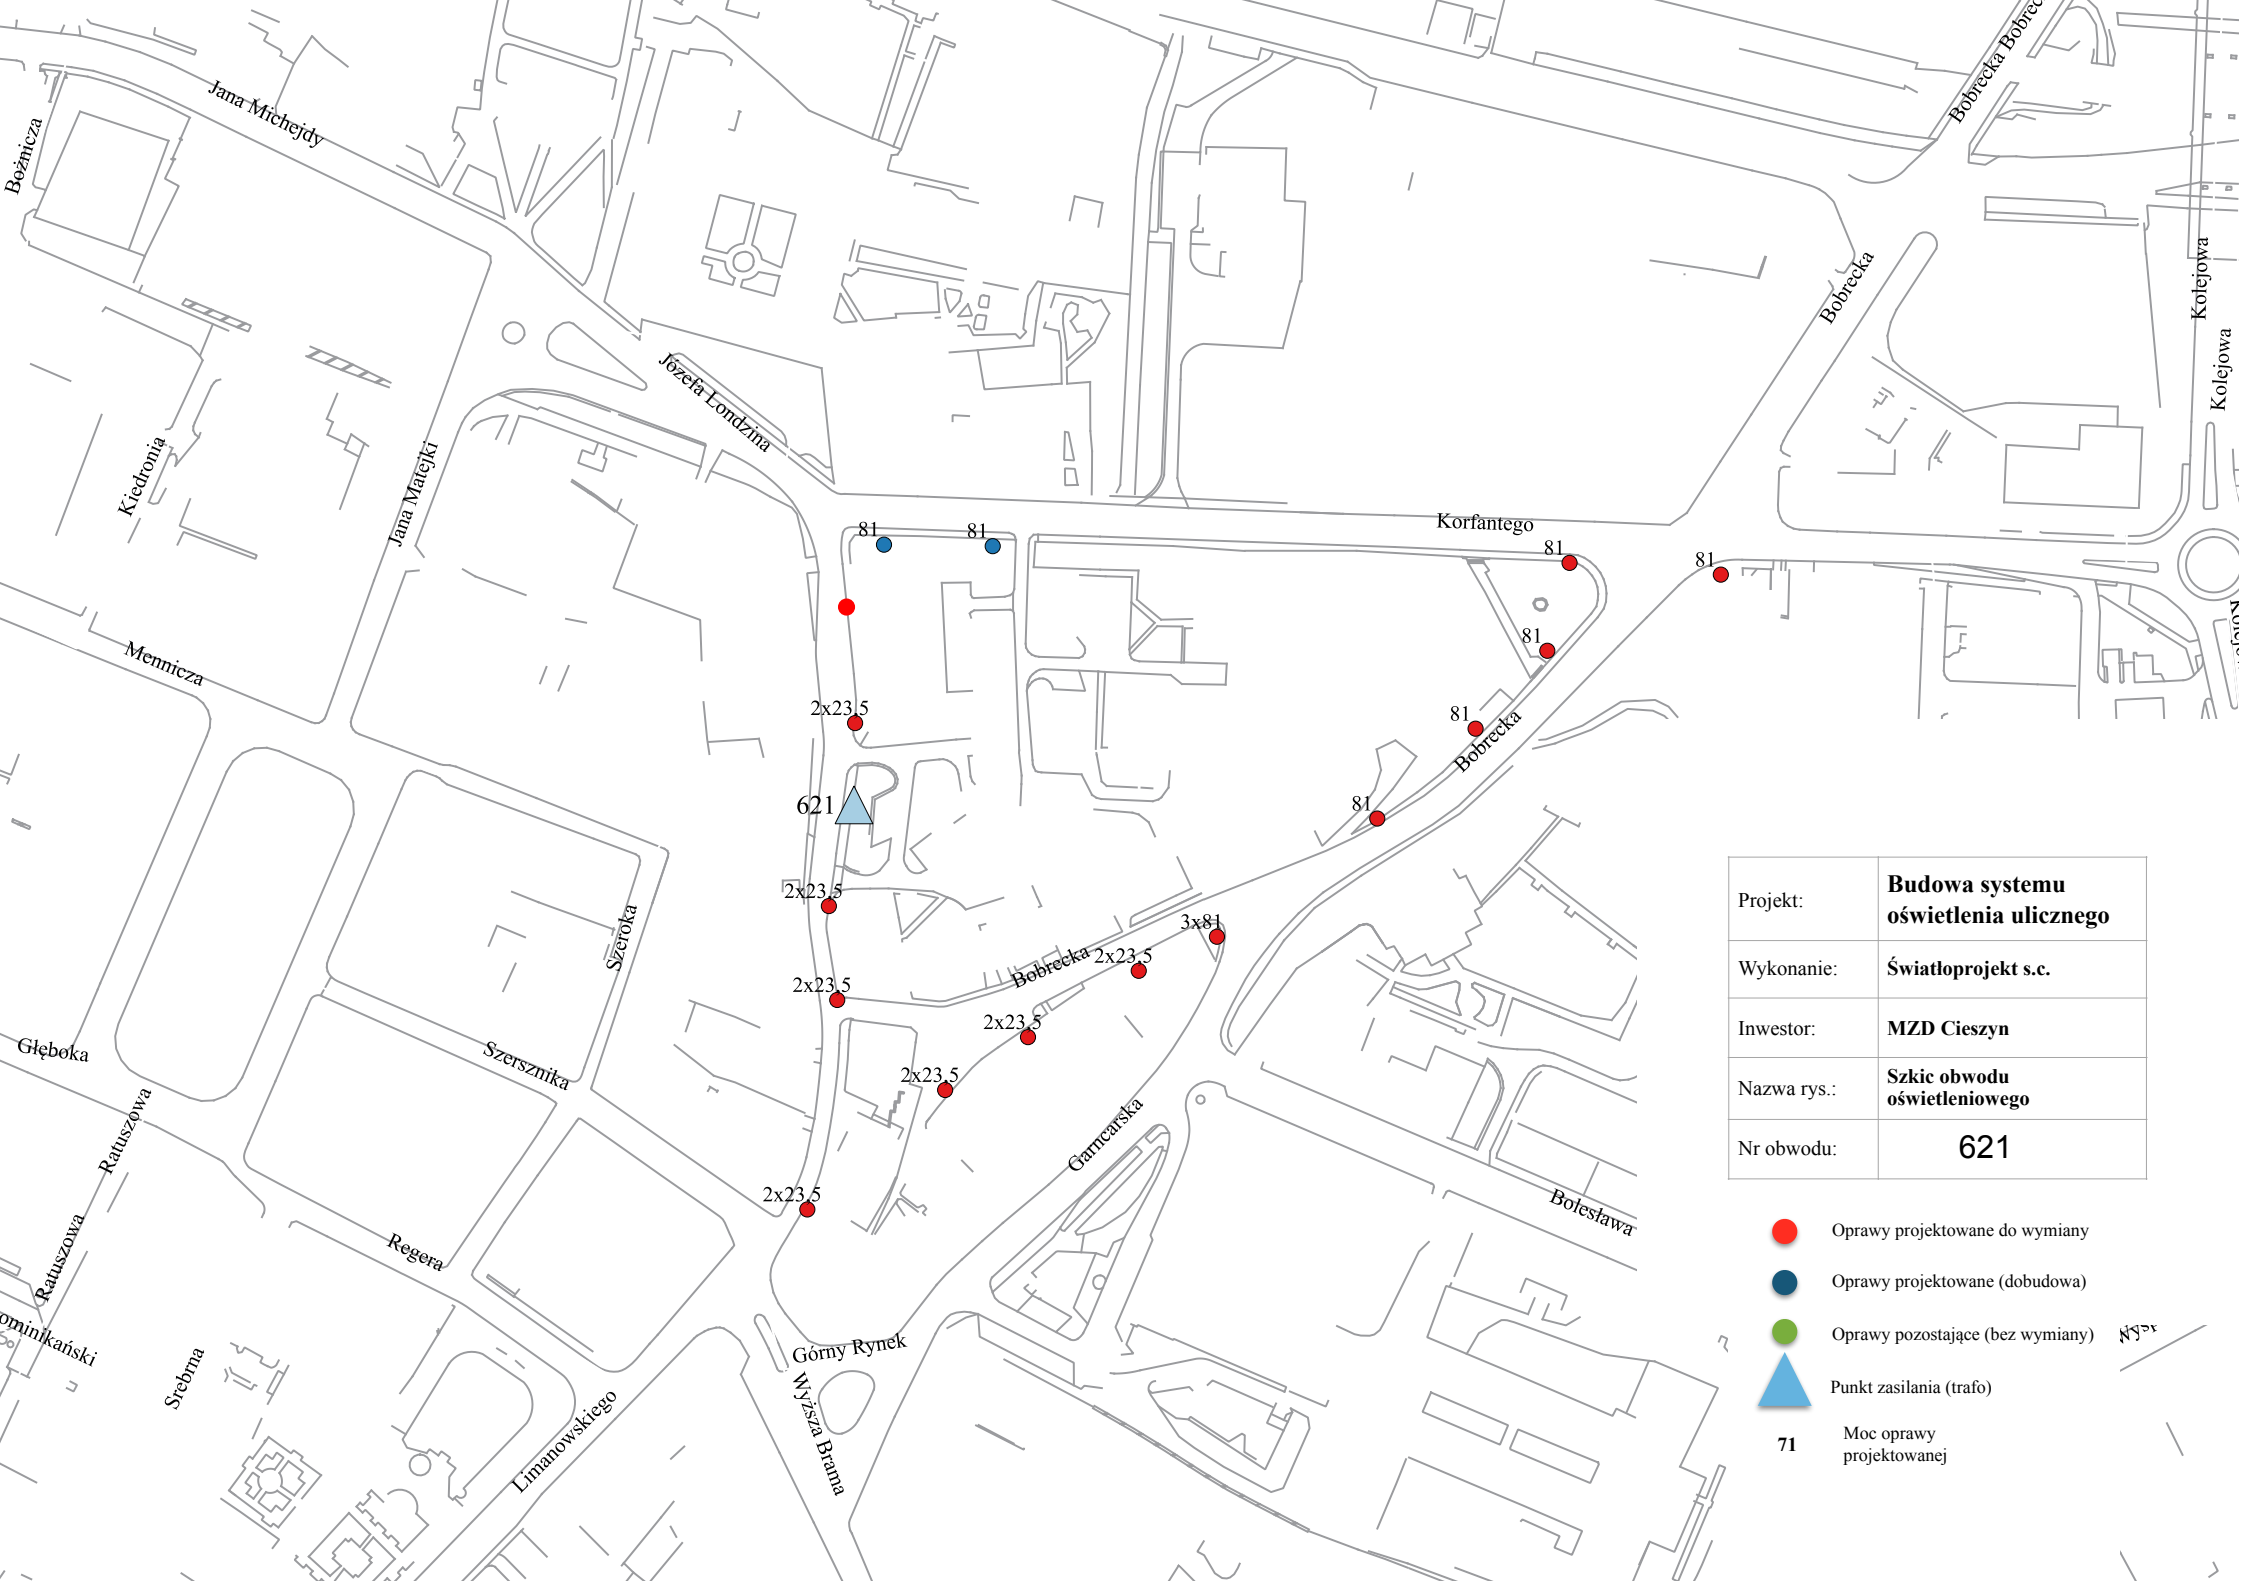 Bobrecka Bobrec
Jana Michejdy
Bożnicza
Kolejowa
Bobrecka
Kolejowa
Józefa Londzina
Kiedronia
Jana Matejki
Korfantego
81
81
81
81
81
Mennicza
2x23,5
81
Bobrecka
621
81
2x23,5
Szeroka
3x81
Bobrecka
2x23,5
2x23,5
2x23,5
2x23,5
Głęboka
Szersznika
Ratuszowa
Garncarska
2x23,5
Bolesława
Ratuszowa
Regera
ominikański
Srebrna
Górny Rynek
Wyższa Brama
Limanowskiego
Projekt:
Budowa systemu
oświetlenia ulicznego
Wykonanie:
Światłoprojekt s.c.
Inwestor:
MZD Cieszyn
Nazwa rys.:
Szkic obwodu
oświetleniowego
Nr obwodu:
621
Oprawy projektowane do wymiany
Oprawy projektowane (dobudowa)
Oprawy pozostające (bez wymiany)
Punkt zasilania (trafo)
71
Moc oprawy
projektowanej